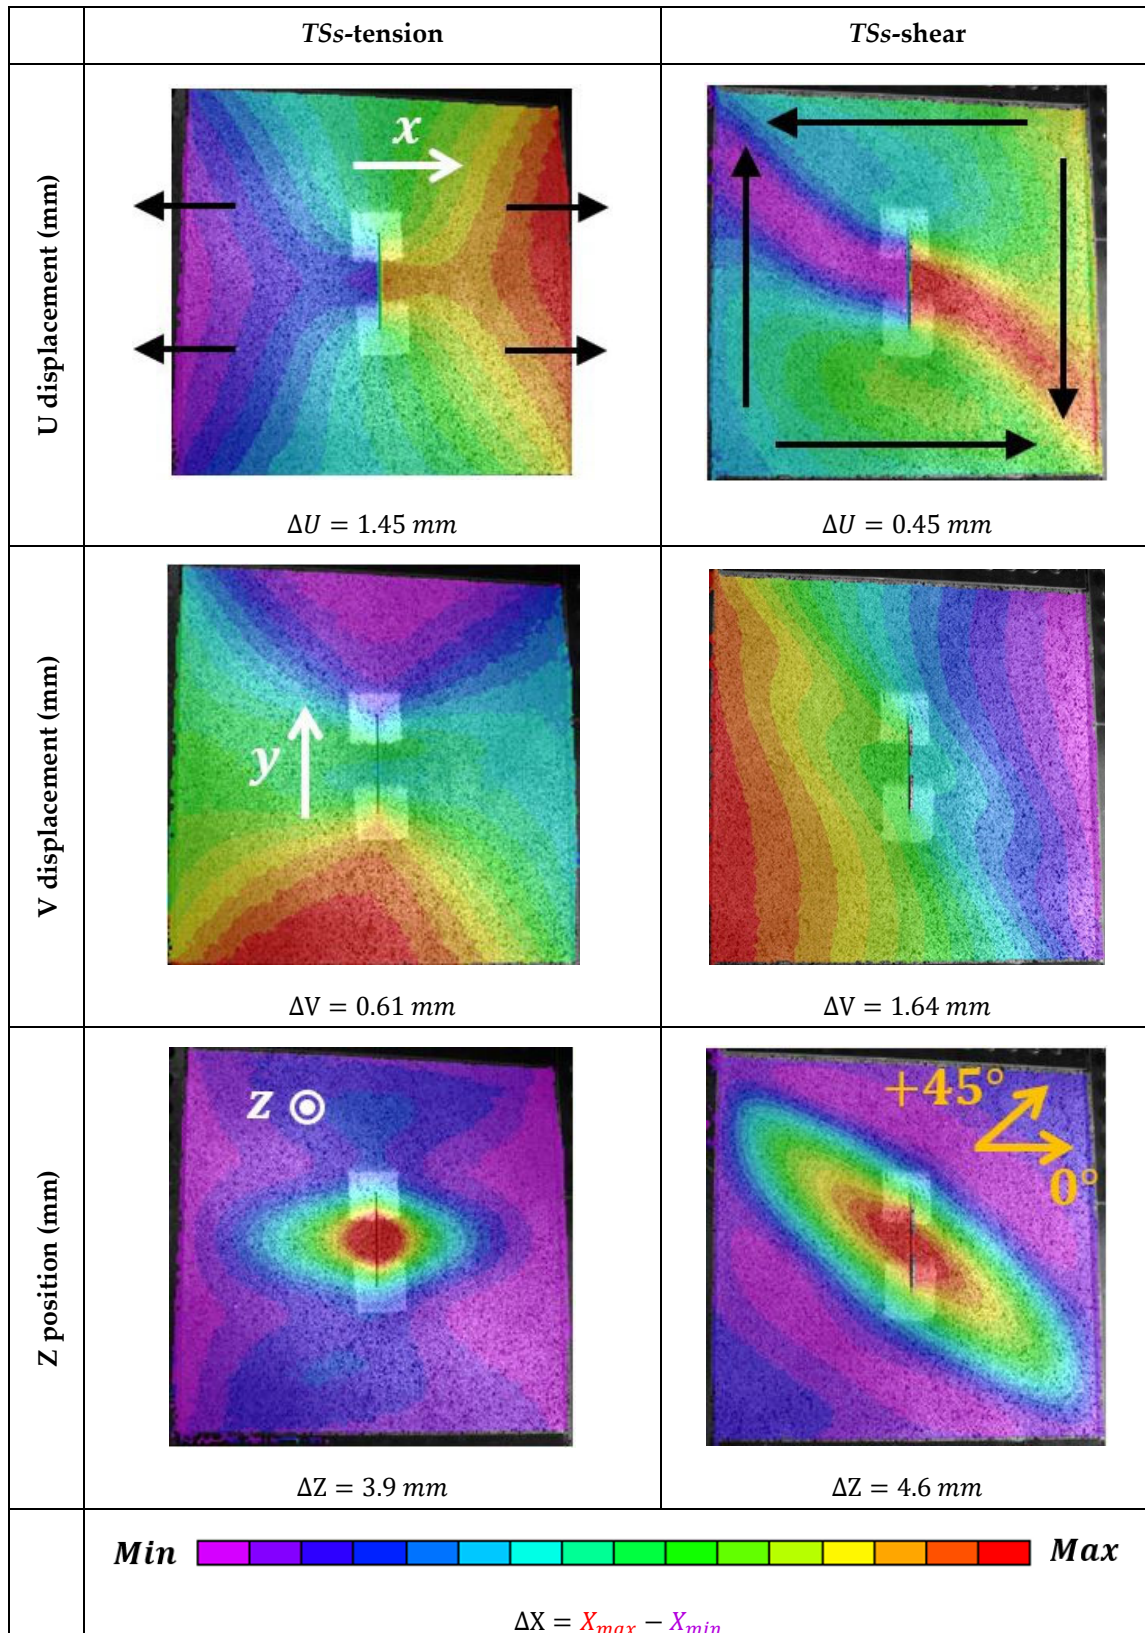 TSs-tension
TSs-shear
U displacement (mm)
x
ΔU = 1.45 mm
ΔU = 0.45 mm
V displacement (mm)
y
ΔV = 0.61 mm
ΔV = 1.64 mm
Z position (mm)
z
+45°
0°
ΔZ = 3.9 mm
ΔZ = 4.6 mm
Min
Max
ΔX = Xmax − Xmin